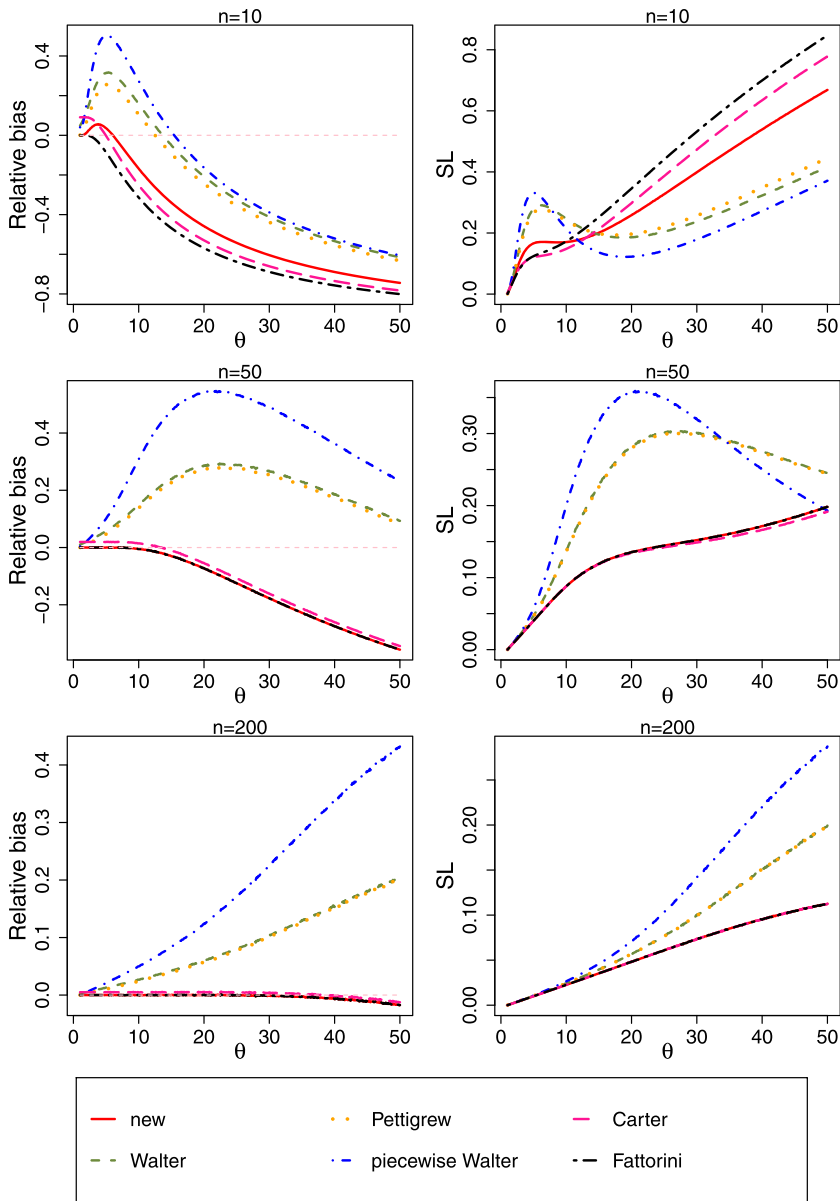 n=10
n=10
Relative bias
0.4
0.0
−0.4
−0.8
0 10 20 30 40 50
θ
SL
0.8
0.6
0.4
0.2
0.0
0 10 20 30 40 50
θ
n=50
n=50
Relative bias
0.4
0.2
0.0
−0.2
0 10 20 30 40 50
θ
SL
0.30
0.20
0.10
0.00
0 10 20 30 40 50
θ
n=200
n=200
Relative bias
0.4
0.3
0.2
0.1
0.0
0 10 20 30 40 50
θ
SL
0.20
0.10
0.00
0 10 20 30 40 50
θ
new Pettigrew Carter
Walter piecewise Walter Fattorini